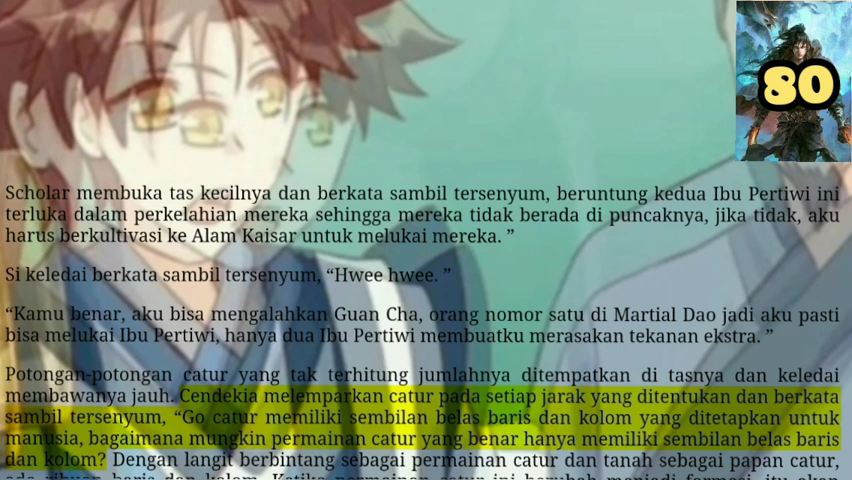 80
Scholar membuka tas kecilnya dan berkata sambil tersenyum, beruntung kedua Ibu Pertiwi ini
terluka dalam perkelahian mereka sehingga mereka tidak berada di puncaknya, jika tidak, aku
harus berkultivasi ke Alam Kaisar untuk melukai mereka. ”
Si keledai berkata sambil tersenyum, “Hwee hwee. ”
“Kamu benar, aku bisa mengalahkan Guan Cha, orang nomor satu di Martial Dao jadi aku pasti
bisa melukai Ibu Pertiwi, hanya dua Ibu Pertiwi membuatku merasakan tekanan ekstra. ”
Potongan-potongan catur yang tak terhitung jumlahnya ditempatkan di tasnya dan keledai
membawanya jauh. Cendekia melemparkan catur pada setiap jarak yang ditentukan dan berkata
sambil tersenyum, “Go catur memiliki sembilan belas baris dan kolom yang ditetapkan untuk
manusia, bagaimana mungkin permainan catur yang benar hanya memiliki sembilan belas baris
dan kolom? Dengan langit berbintang sebagai permainan catur dan tanah sebagai papan catur,